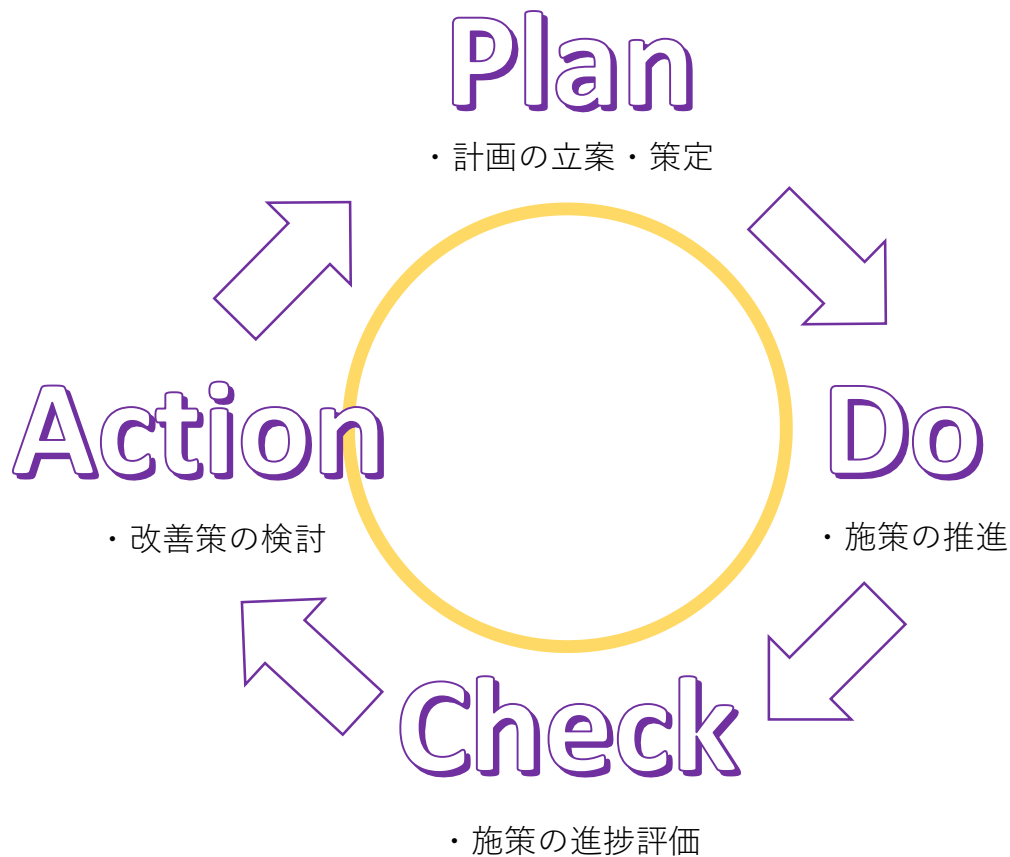 Plan
・計画の立案・策定
Do
・施策の推進
Check
・施策の進捗評価
Action
・改善策の検討